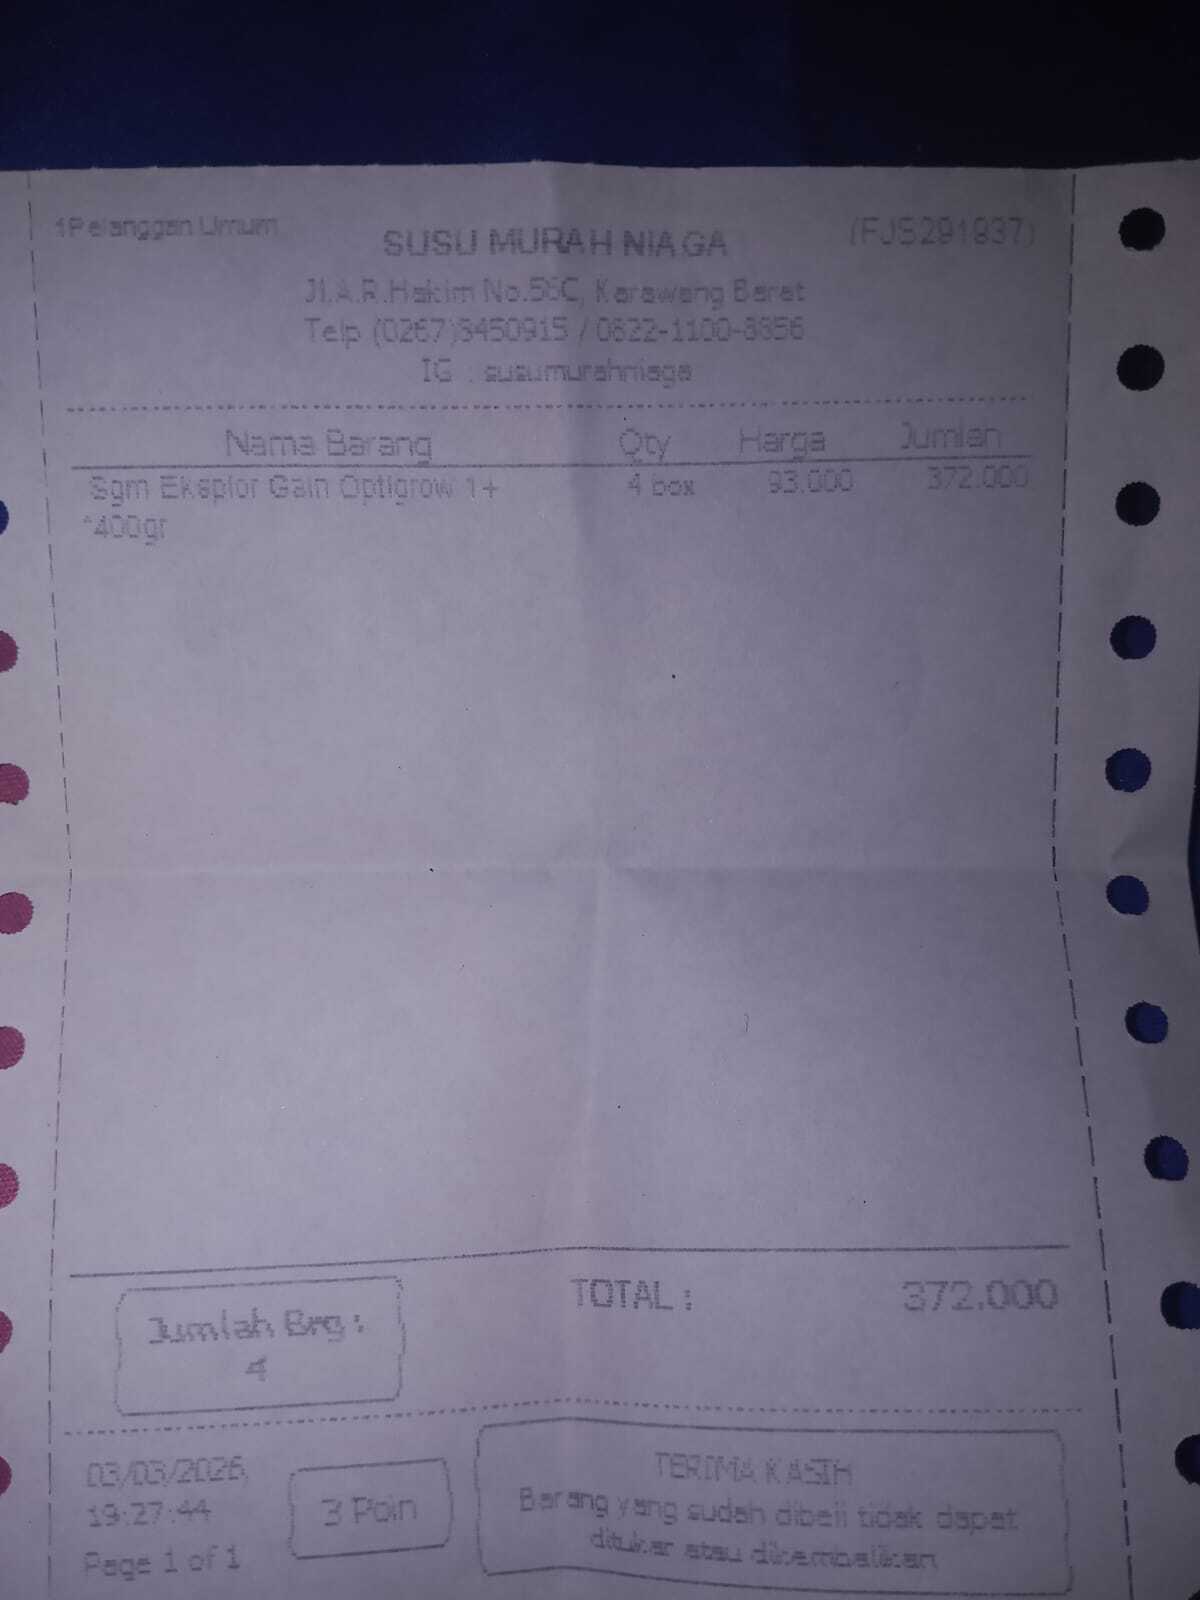 1Pelanggan Umum
SUSU MURAH NIAGA
(FJS291937)
Jl.A.R.Hakim No.56C, Karawang Barat
Telp (0267)8450915 / 0822-1100-8856
IG : susumurahniaga
Nama Barang Qty Harga Jumlah
Sgm Eksplor Gain Optigrow 1+ 4 box 93.000 372.000
*400gr
TOTAL : 372.000
Jumlah Brg :
4
03/03/2026,
19:27:44
Page 1 of 1
3 Poin
TERIMA KASIH
Barang yang sudah dibeli tidak dapat
ditukar atau dikembalikan